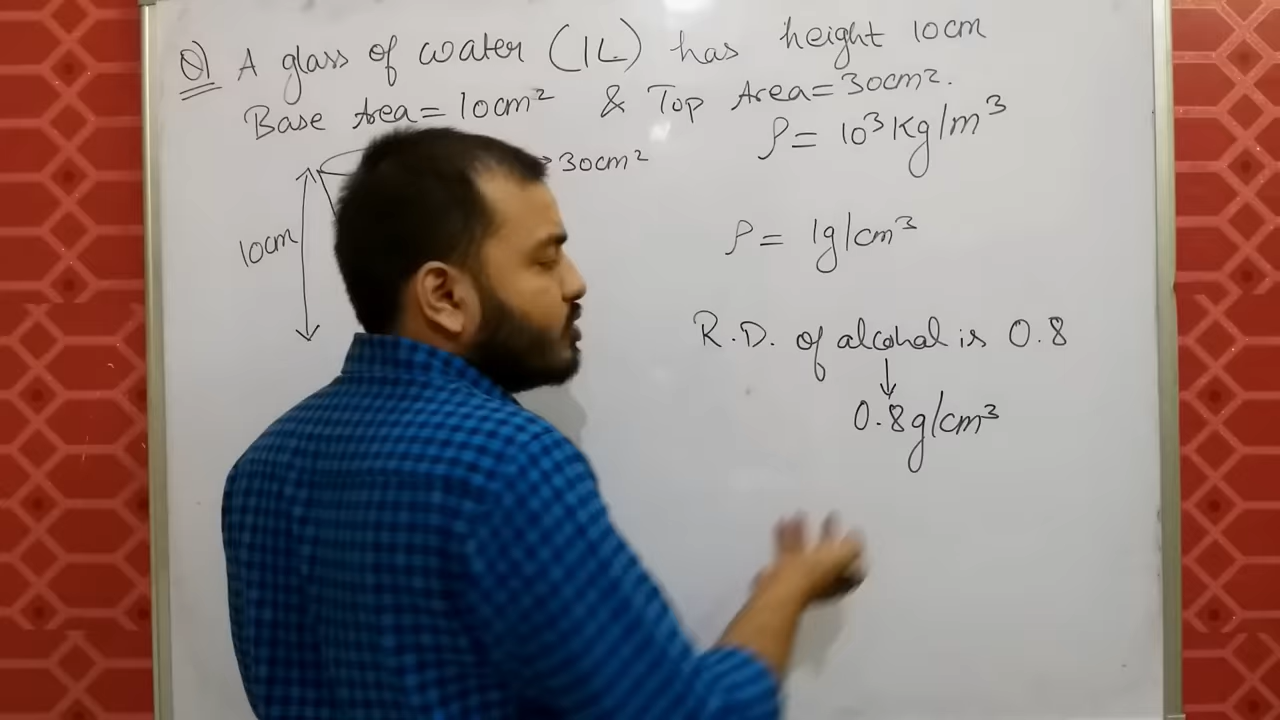 Q1 A glass of water (1L) has height 10cm
Base Area = 10cm² & Top Area = 30cm².
ρ = 10³ Kg/m³
30cm²
10cm
ρ = 1g/cm³
R.D. of alcohal is 0.8
0.8g/cm³